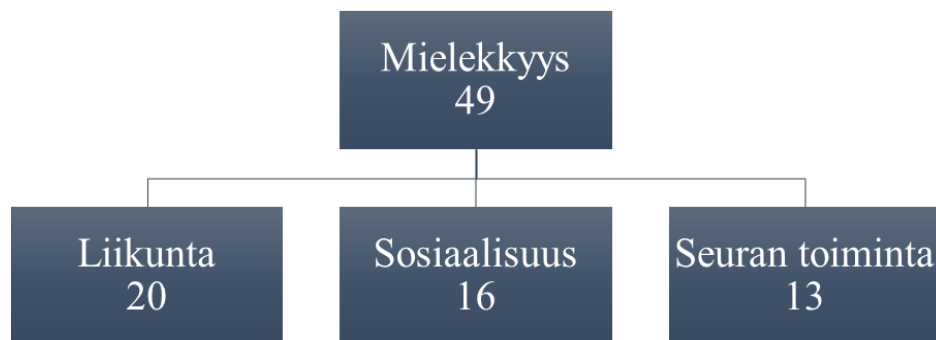 Mielekkyys
49
Liikunta
20
Sosiaalisuus
16
Seuran toiminta
13